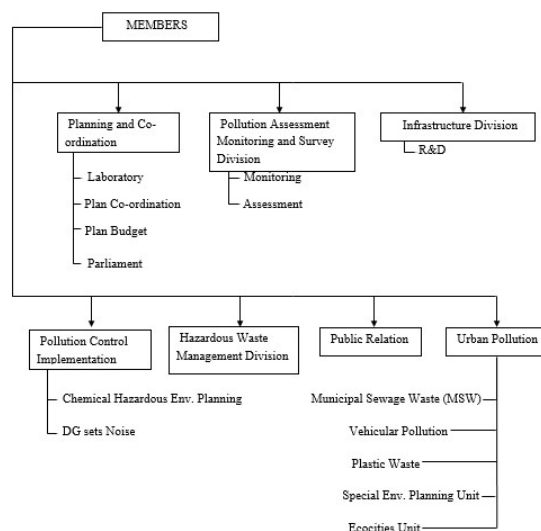 MEMBERS
Planning and Co-
ordination
Laboratory
Plan Co-ordination
Plan Budget
Parliament
Pollution Assessment
Monitoring and Survey
Division
Monitoring
Assessment
Infrastructure Division
R&D
Pollution Control
Implementation
Chemical Hazardous Env. Planning
DG sets Noise
Hazardous Waste
Management Division
Public Relation
Urban Pollution
Municipal Sewage Waste (MSW)
Vehicular Pollution
Plastic Waste
Special Env. Planning Unit
Ecocities Unit